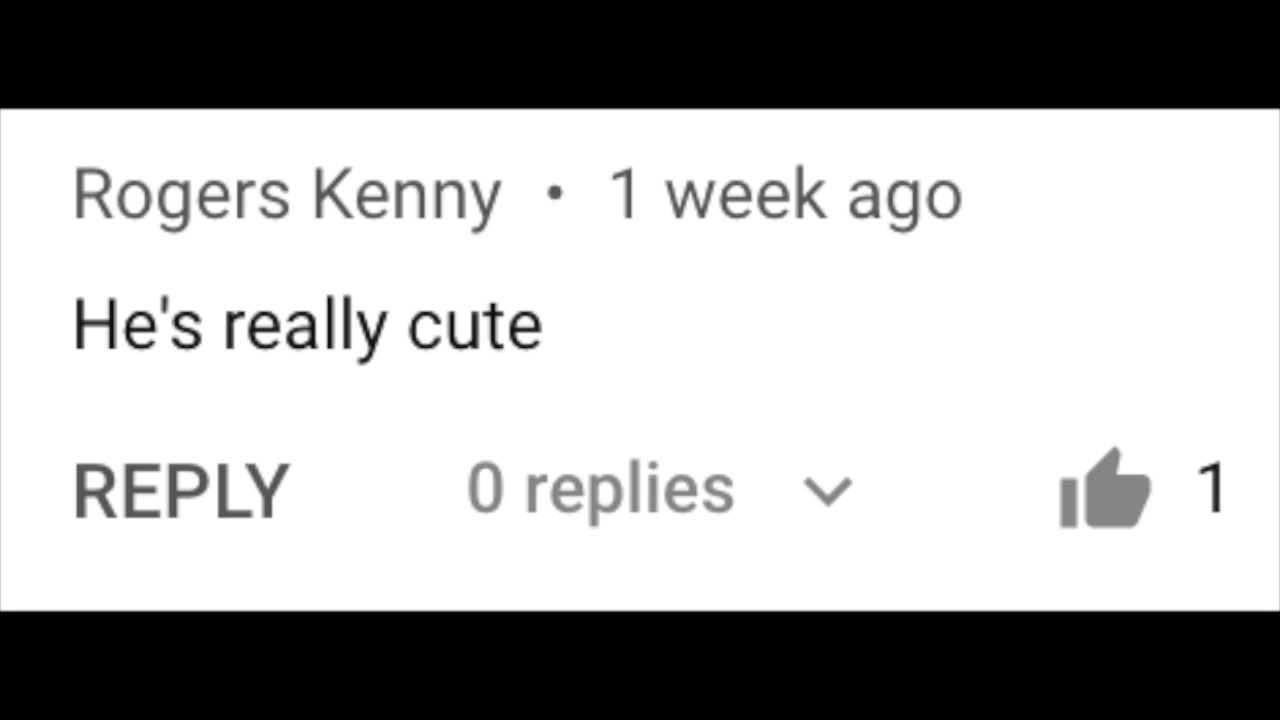 Rogers Kenny • 1 week ago
He's really cute
REPLY 0 replies 1